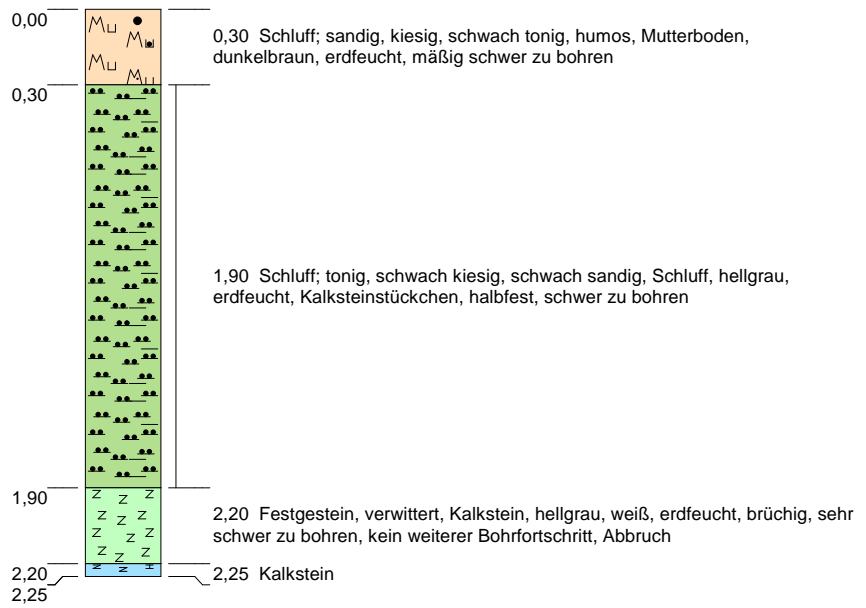 0,00
0,30 Schluff; sandig, kiesig, schwach tonig, humos, Mutterboden,
dunkelbraun, erdfeucht, mäßig schwer zu bohren
0,30
1,90 Schluff; tonig, schwach kiesig, schwach sandig, Schluff, hellgrau,
erdfeucht, Kalksteinstückchen, halbfest, schwer zu bohren
1,90
2,20 Festgestein, verwittert, Kalkstein, hellgrau, weiß, erdfeucht, brüchig, sehr
schwer zu bohren, kein weiterer Bohrfortschritt, Abbruch
2,20
2,25 Kalkstein
2,25